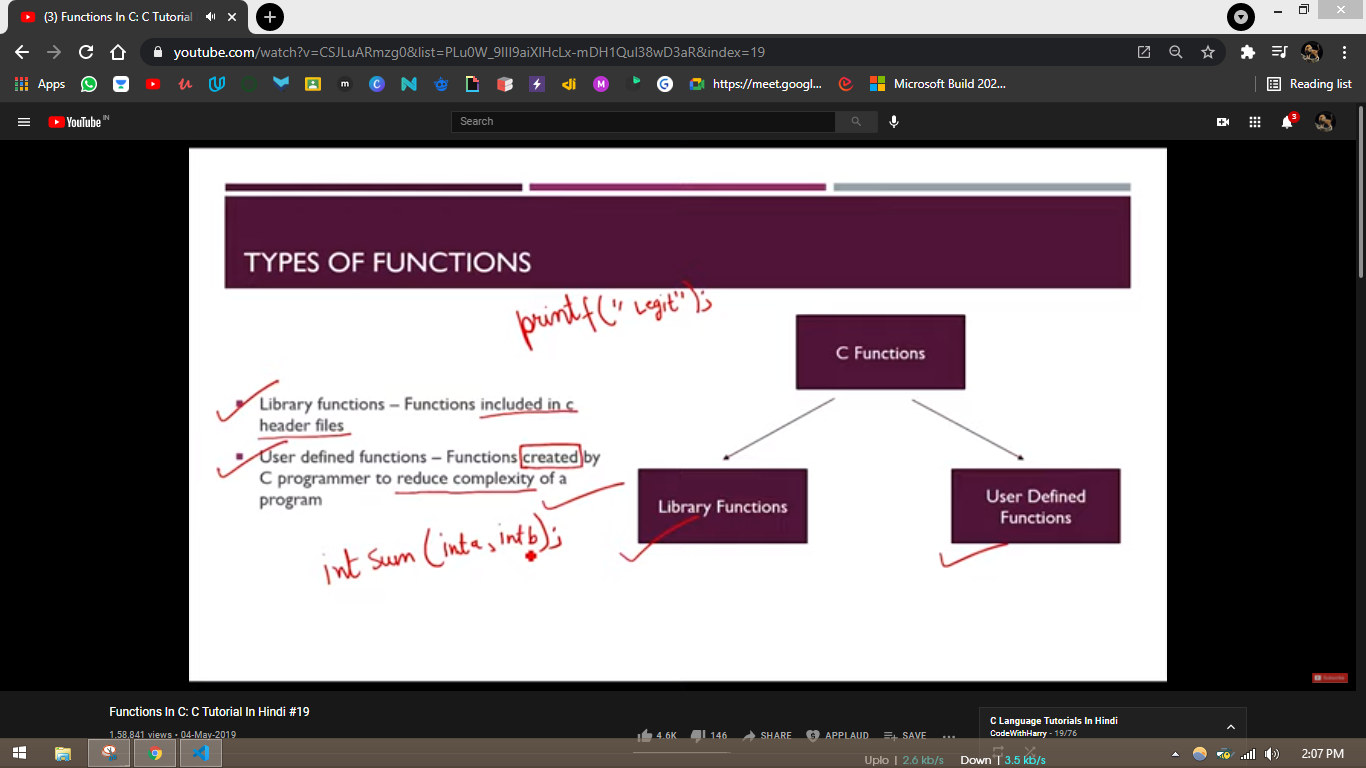 (3) Functions In C: C Tutorial
youtube.com/watch?v=CSJLuARmzg0&list=PLu0W_9lII9aiXlHcLx-mDH1Qul38wD3aR&index=19
Apps
https://meet.googl...
Microsoft Build 202...
Reading list
YouTube IN
Search
3
TYPES OF FUNCTIONS
printf("Legit");
C Functions
Library functions – Functions included in c
header files
User defined functions – Functions created by
C programmer to reduce complexity of a
program
Library Functions
User Defined
Functions
int sum (int a, int b);
Subscribe
Functions In C: C Tutorial In Hindi #19
1,58,841 views • 04-May-2019
4.6K
146
SHARE
APPLAUD
SAVE
C Language Tutorials In Hindi
CodeWithHarry - 19/76
Uplo | 2.6 kb/s
Down | 3.5 kb/s
2:07 PM